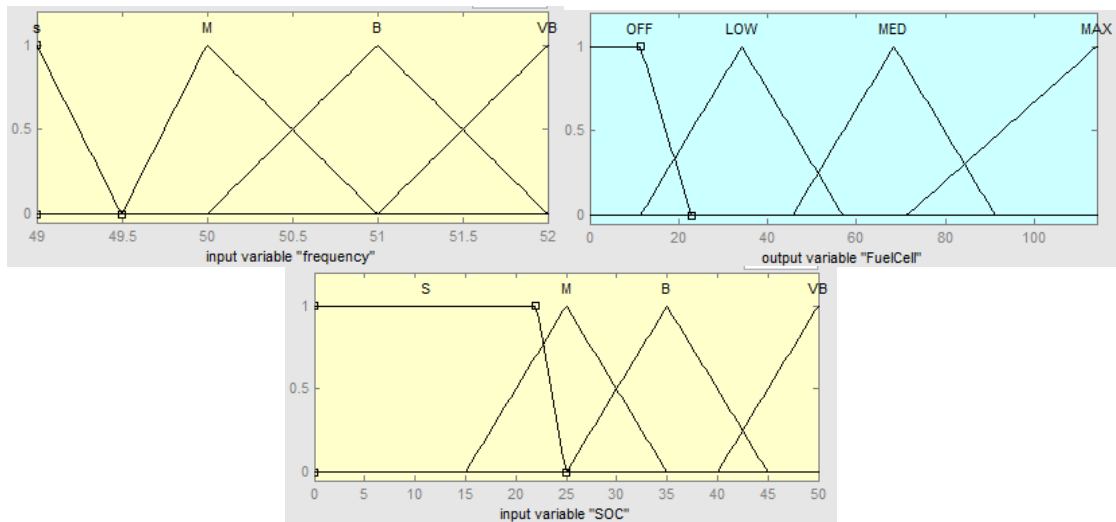 s M B VB
1
0.5
0
49 49.5 50 50.5 51 51.5 52
input variable "frequency"
OFF LOW MED MAX
1
0.5
0
0 20 40 60 80 100
output variable "FuelCell"
S M B VB
1
0.5
0
0 5 10 15 20 25 30 35 40 45 50
input variable "SOC"